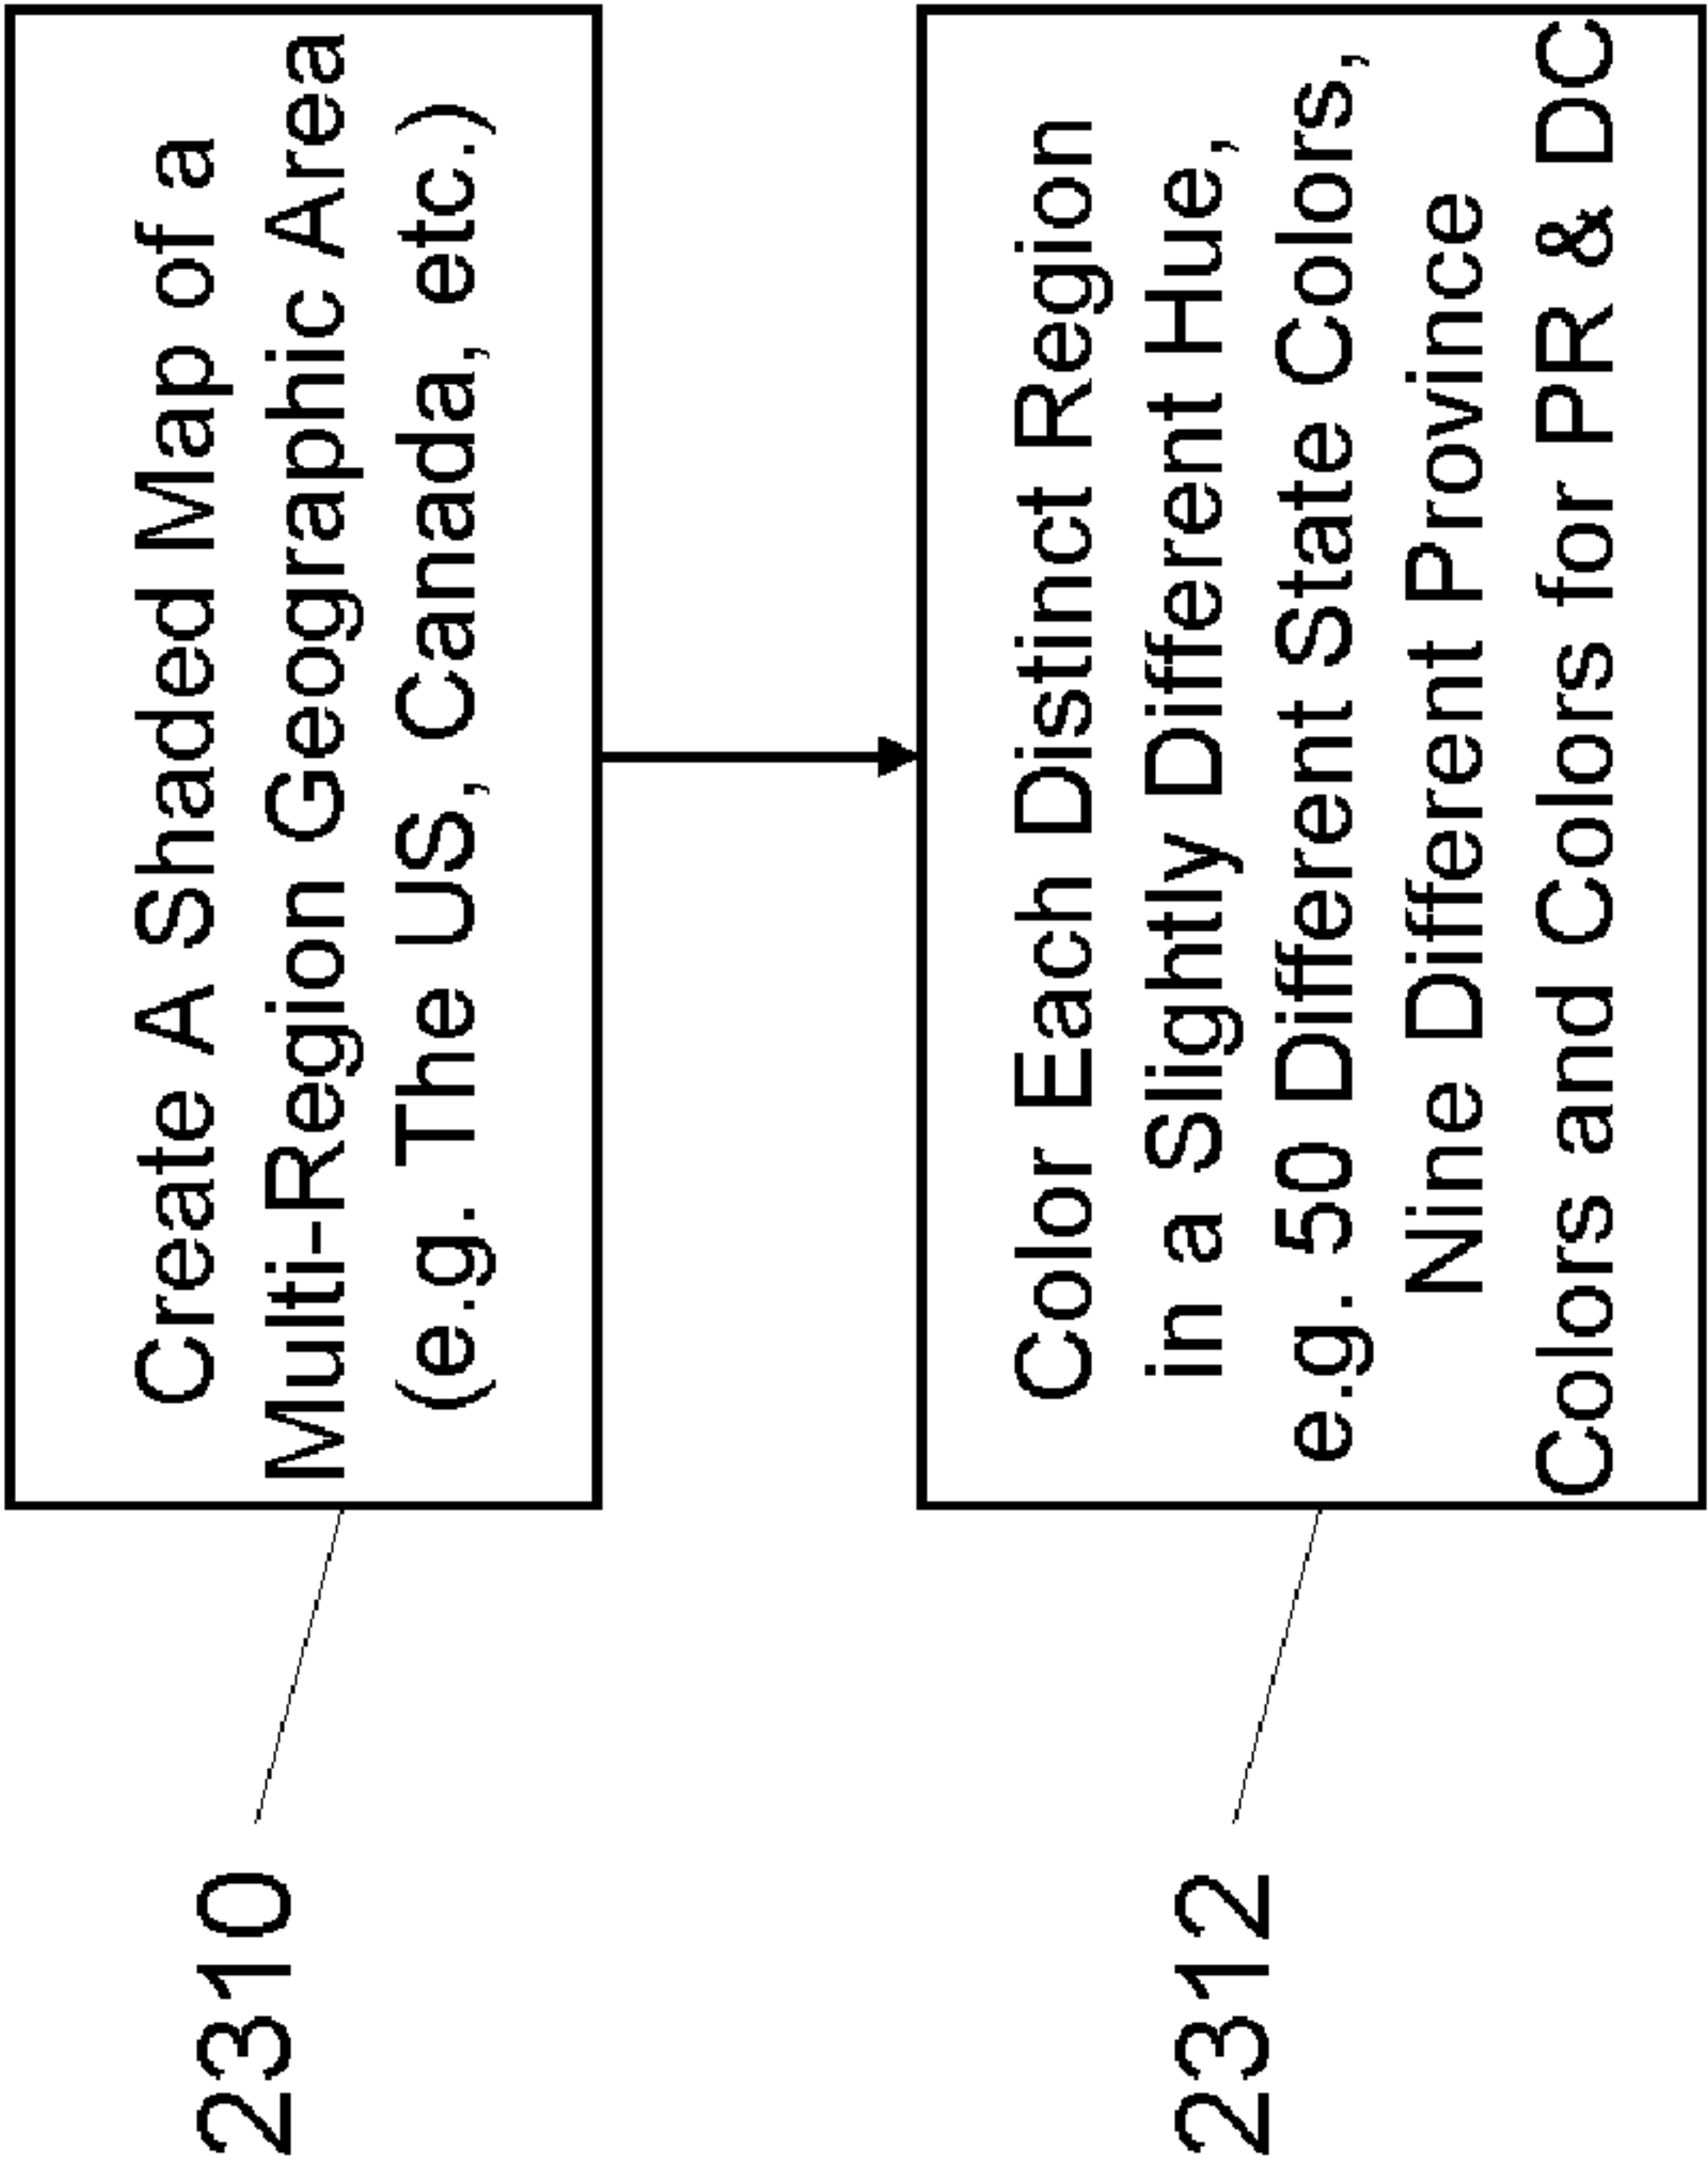 2310
Create A Shaded Map of a
Multi-Region Geographic Area
(e.g. The US, Canada, etc.)
2312
Color Each Distinct Region
in a Slightly Different Hue,
e.g. 50 Different State Colors,
Nine Different Province
Colors and Colors for PR & DC